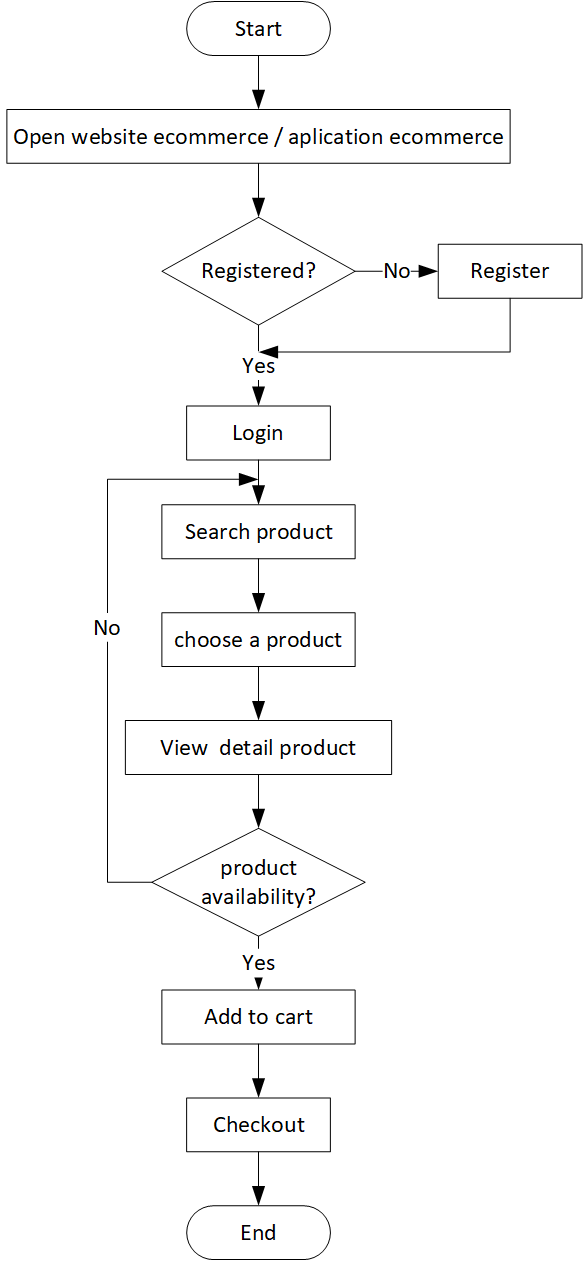 Start
Open website ecommerce / aplication ecommerce
Registered?
No
Register
Yes
Login
Search product
No
choose a product
View  detail product
product
availability?
Yes
Add to cart
Checkout
End